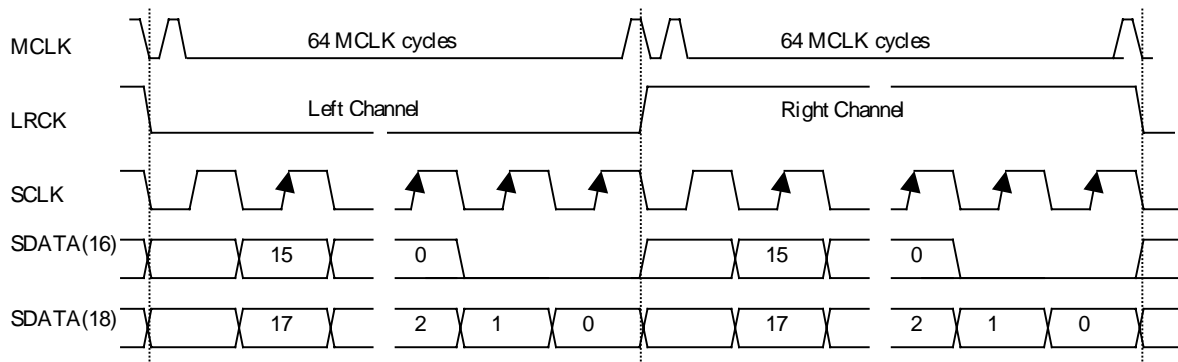 MCLK 64 MCLK cycles 64 MCLK cycles
LRCK Left Channel Right Channel
SCLK
SDATA(16) 15 0 15 0
SDATA(18) 17 2 1 0 17 2 1 0